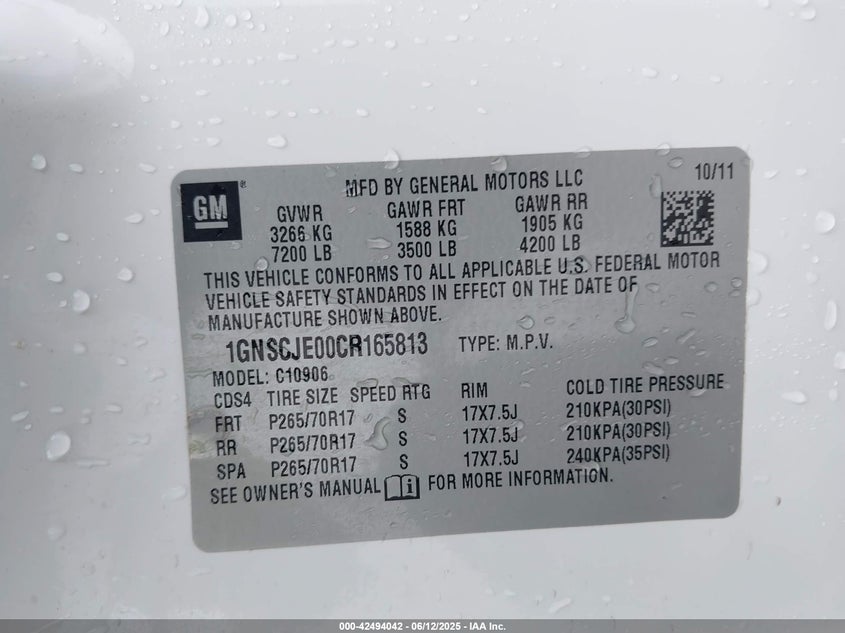 GM
®
MFD BY GENERAL MOTORS LLC
10/11
GVWR GAWR FRT GAWR RR
3266 KG 1588 KG 1905 KG
7200 LB 3500 LB 4200 LB
THIS VEHICLE CONFORMS TO ALL APPLICABLE U.S. FEDERAL MOTOR
VEHICLE SAFETY STANDARDS IN EFFECT ON THE DATE OF
MANUFACTURE SHOWN ABOVE.
1GNSCJE00CR165813 TYPE: M.P.V.
MODEL: C10906
CDS4 TIRE SIZE SPEED RTG RIM COLD TIRE PRESSURE
FRT P265/70R17 S 17X7.5J 210KPA(30PSI)
RR P265/70R17 S 17X7.5J 210KPA(30PSI)
SPA P265/70R17 S 17X7.5J 240KPA(35PSI)
SEE OWNER'S MANUAL i FOR MORE INFORMATION.
000-42494042 - 06/12/2025 - IAA Inc.